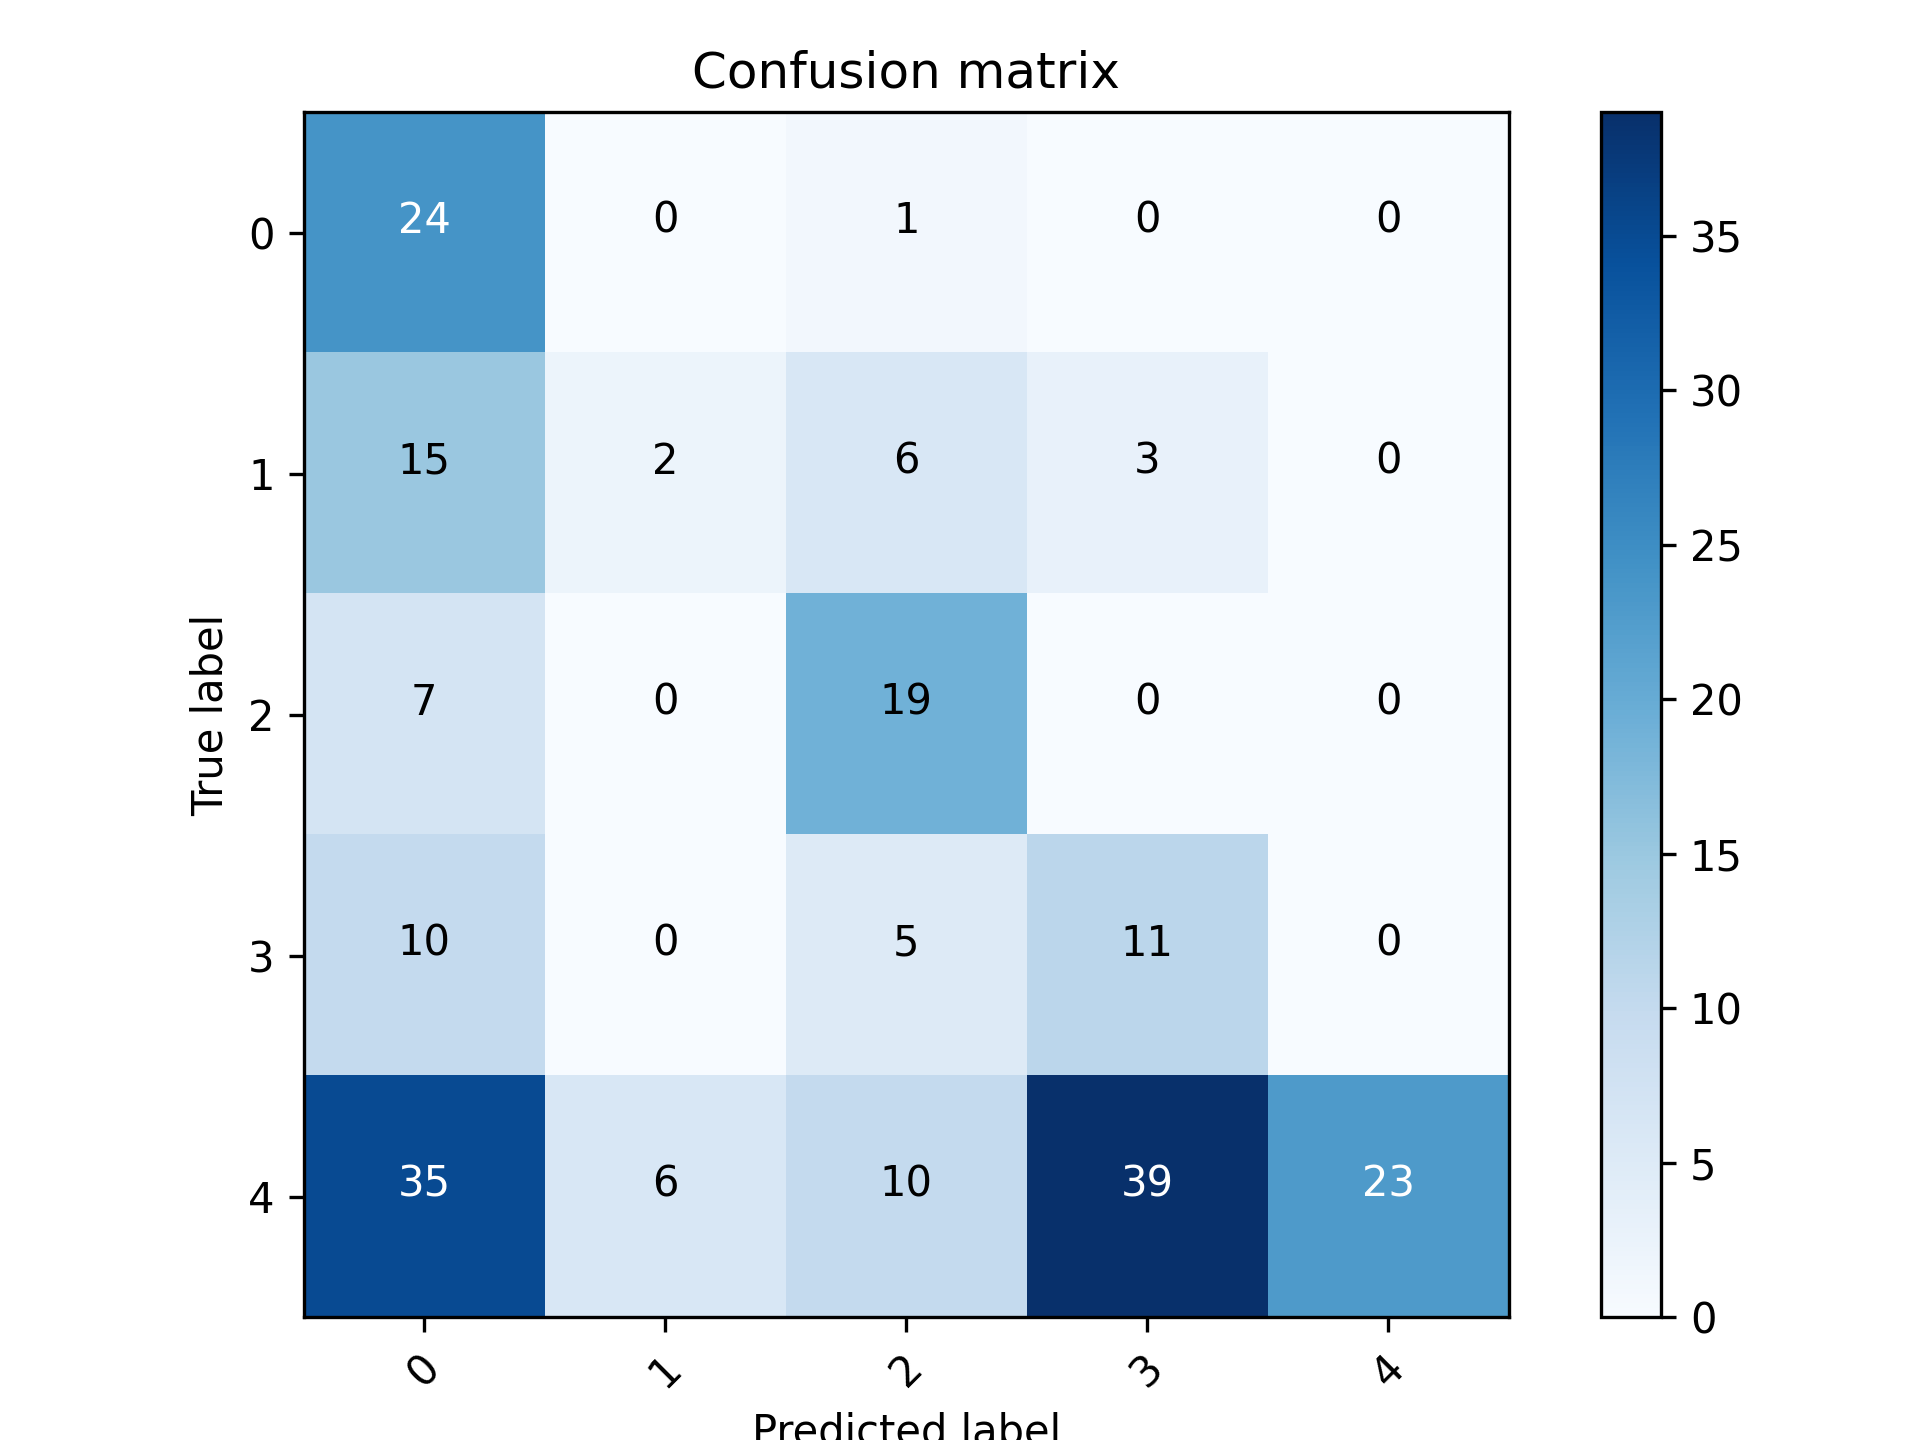 Confusion matrix
0 24 0 1 0 0
1 15 2 6 3 0
2 7 0 19 0 0
3 10 0 5 11 0
4 35 6 10 39 23
True label
0 1 2 3 4
Predicted label
35
30
25
20
15
10
5
0